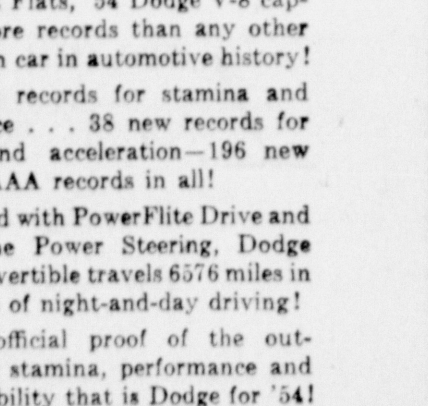 Flats, '54 Dodge V-8 cap-
re records than any other
car in automotive history!
records for stamina and
e . . . 38 new records for
nd acceleration—196 new
AA records in all!
d with PowerFlite Drive and
e Power Steering, Dodge
vertible travels 6576 miles in
of night-and-day driving!
official proof of the out-
stamina, performance and
bility that is Dodge for '54!